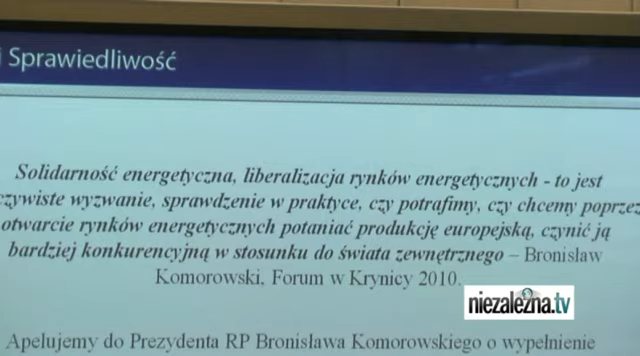 i Sprawiedliwość
Solidarność energetyczna, liberalizacja rynków energetycznych - to jest
czywiste wyzwanie, sprawdzenie w praktyce, czy potrafimy, czy chcemy poprzez
otwarcie rynków energetycznych potaniać produkcję europejską, czynić ją
bardziej konkurencyjną w stosunku do świata zewnętrznego – Bronisław
Komorowski, Forum w Krynicy 2010.
niezależna.tv
Apelujemy do Prezydenta RP Bronisława Komorowskiego o wypełnienie